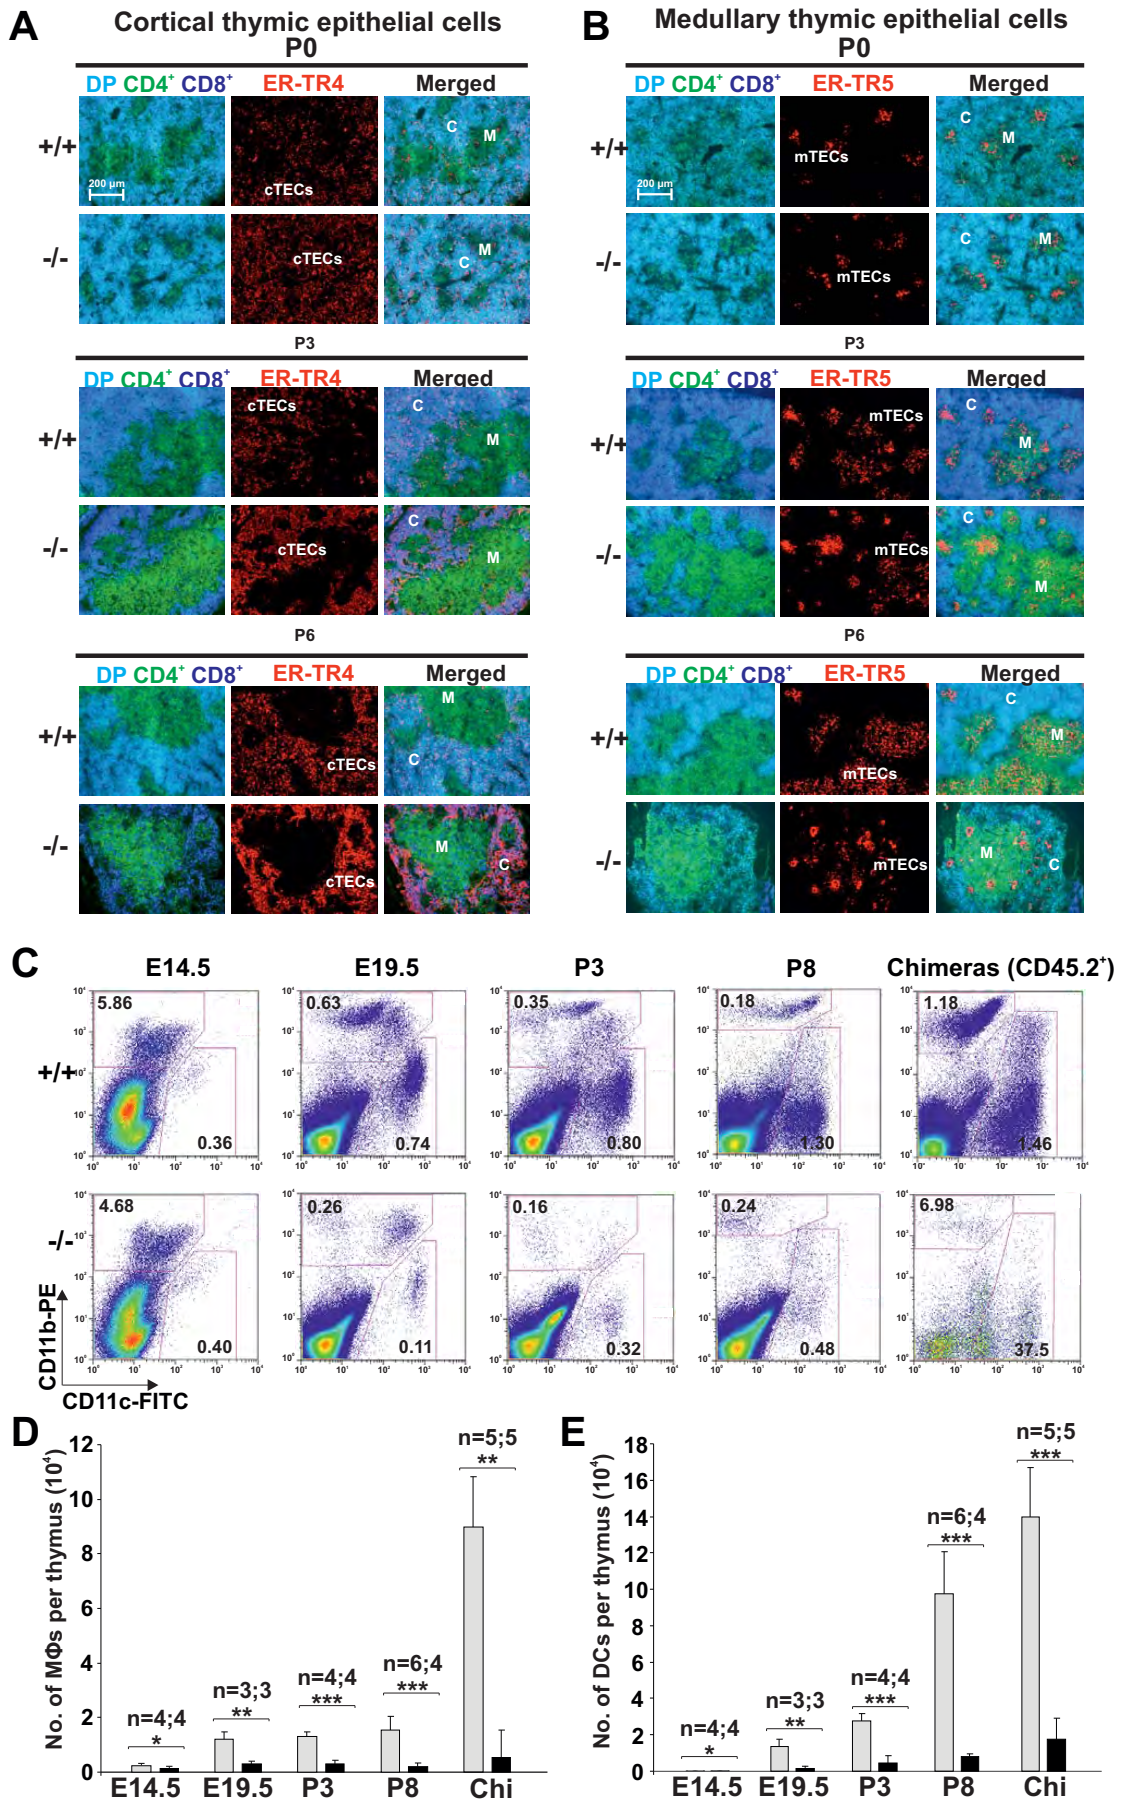 A
Cortical thymic epithelial cells
P0
DP CD4⁺ CD8⁺ ER-TR4 Merged
+/+
200 µm
cTECs
C
M
-/-
cTECs
M
C
P3
DP CD4⁺ CD8⁺ ER-TR4 Merged
+/+
cTECs
C
M
-/-
cTECs
C
M
P6
DP CD4⁺ CD8⁺ ER-TR4 Merged
+/+
cTECs
M
C
-/-
cTECs
M
C
B
Medullary thymic epithelial cells
P0
DP CD4⁺ CD8⁺ ER-TR5 Merged
+/+
200 µm
mTECs
C
M
-/-
mTECs
C
M
P3
DP CD4⁺ CD8⁺ ER-TR5 Merged
+/+
mTECs
C
M
-/-
mTECs
C
M
P6
DP CD4⁺ CD8⁺ ER-TR5 Merged
+/+
mTECs
C
M
-/-
mTECs
M
C
C
E14.5 E19.5 P3 P8 Chimeras (CD45.2⁺)
+/+
5.86 0.63 0.35 0.18 1.18
0.36 0.74 0.80 1.30 1.46
-/-
4.68 0.26 0.16 0.24 6.98
0.40 0.11 0.32 0.48 37.5
CD11b-PE
CD11c-FITC
D
No. of MΦs per thymus (10⁴)
12
10
8
6
4
2
0
n=4;4
*
n=3;3
**
n=4;4
***
n=6;4
***
n=5;5
**
E14.5 E19.5 P3 P8 Chi
E
No. of DCs per thymus (10⁴)
18
16
14
12
10
8
6
4
2
0
n=4;4
*
n=3;3
**
n=4;4
***
n=6;4
***
n=5;5
***
E14.5 E19.5 P3 P8 Chi